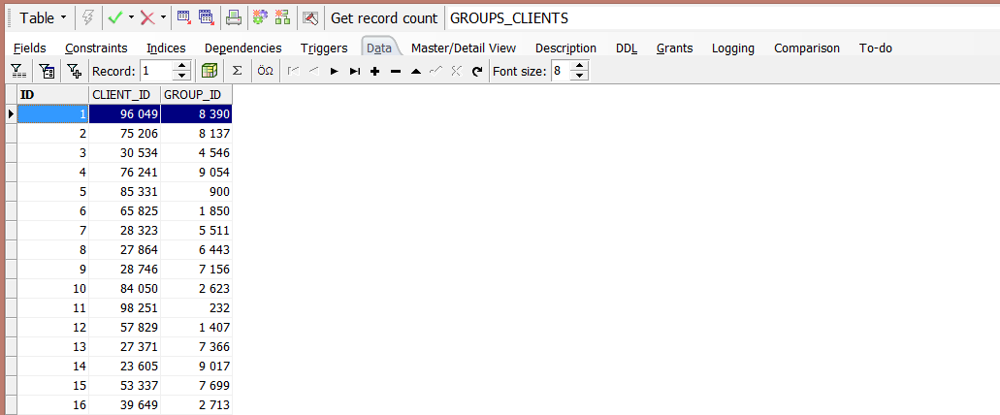 Table Get record count GROUPS_CLIENTS
Fields Constraints Indices Dependencies Triggers Data Master/Detail View Description DDL Grants Logging Comparison To-do
Record: 1 Σ ÖΩ Font size: 8
ID CLIENT_ID GROUP_ID
1 96 049 8 390
2 75 206 8 137
3 30 534 4 546
4 76 241 9 054
5 85 331 900
6 65 825 1 850
7 28 323 5 511
8 27 864 6 443
9 28 746 7 156
10 84 050 2 623
11 98 251 232
12 57 829 1 407
13 27 371 7 366
14 23 605 9 017
15 53 337 7 699
16 39 649 2 713